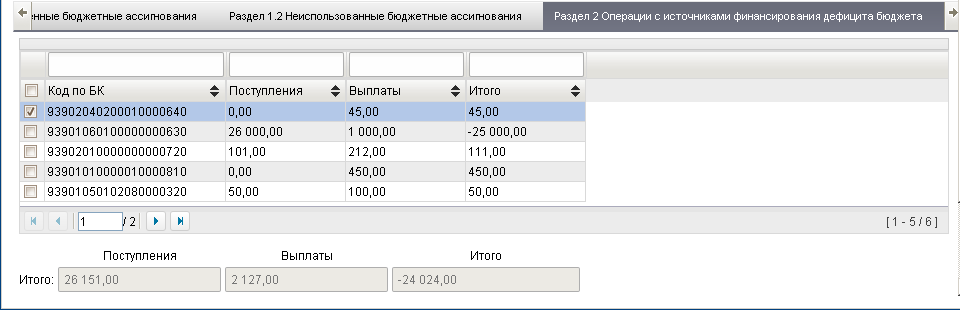 нные бюджетные ассигнования Раздел 1.2 Неиспользованные бюджетные ассигнования Раздел 2 Операции с источниками финансирования дефицита бюджета
Код по БК Поступления Выплаты Итого
93902040200010000640 0,00 45,00 45,00
93901060100000000630 26 000,00 1 000,00 -25 000,00
93902010000000000720 101,00 212,00 111,00
93901010000010000810 0,00 450,00 450,00
93901050102080000320 50,00 100,00 50,00
1 / 2 [ 1 - 5 / 6 ]
Поступления Выплаты Итого
Итого: 26 151,00 2 127,00 -24 024,00